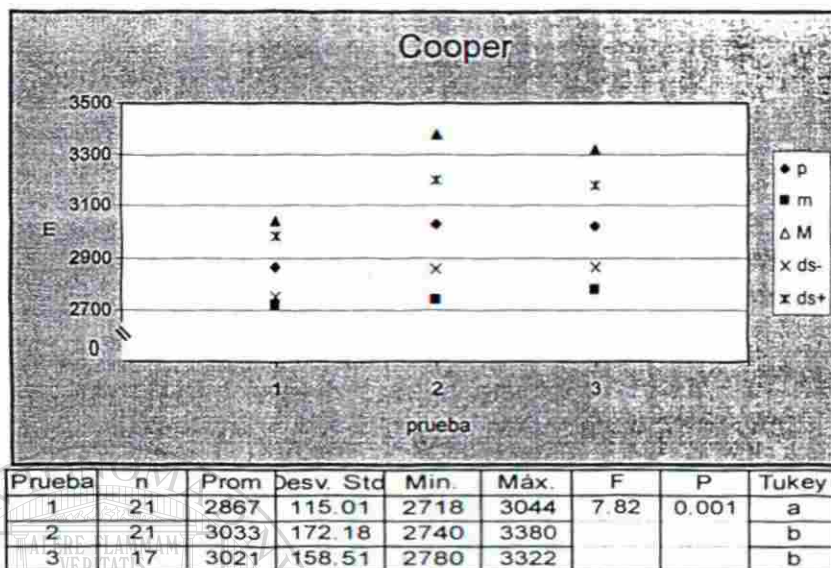 Cooper
3500
3300
3100
2900
2700
0
m
1 2 3
prueba
p
m
M
ds-
ds+
Prueba n Prom Desv. Std Min. Máx. F P Tukey
1 21 2867 115.01 2718 3044 7.82 0.001 a
2 21 3033 172.18 2740 3380 b
3 17 3021 158.51 2780 3322 b